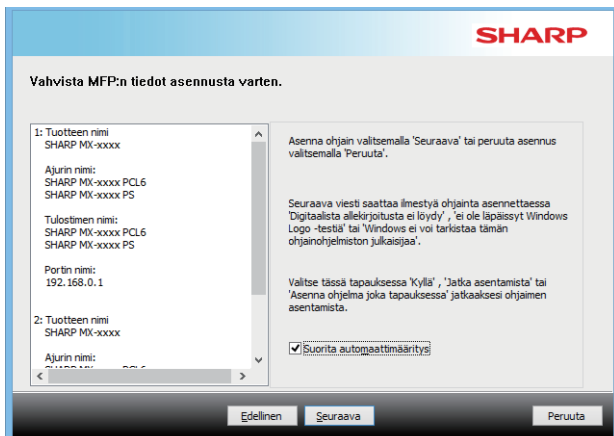 SHARP
Vahvista MFP:n tiedot asennusta varten.
1: Tuotteen nimi
SHARP MX-xxxx
Ajurin nimi:
SHARP MX-xxxx PCL6
SHARP MX-xxxx PS
Tulostimen nimi:
SHARP MX-xxxx PCL6
SHARP MX-xxxx PS
Portin nimi:
192.168.0.1
2: Tuotteen nimi
SHARP MX-xxxx
Ajurin nimi:
Asenna ohjain valitsemalla 'Seuraava' tai peruuta asennus
valitsemalla 'Peruuta'.
Seuraava viesti saattaa ilmestyä ohjainta asennettaessa
'Digitaalista allekirjoitusta ei löydy' , 'ei ole läpäissyt Windows
Logo -testiä' tai 'Windows ei voi tarkistaa tämän
ohjainohjelmiston julkaisijaa'.
Valitse tässä tapauksessa 'Kyllä' , 'Jatka asentamista' tai
'Asenna ohjelma joka tapauksessa' jatkaaksesi ohjaimen
asentamista.
Suorita automaattimääritys
Edellinen
Seuraava
Peruuta